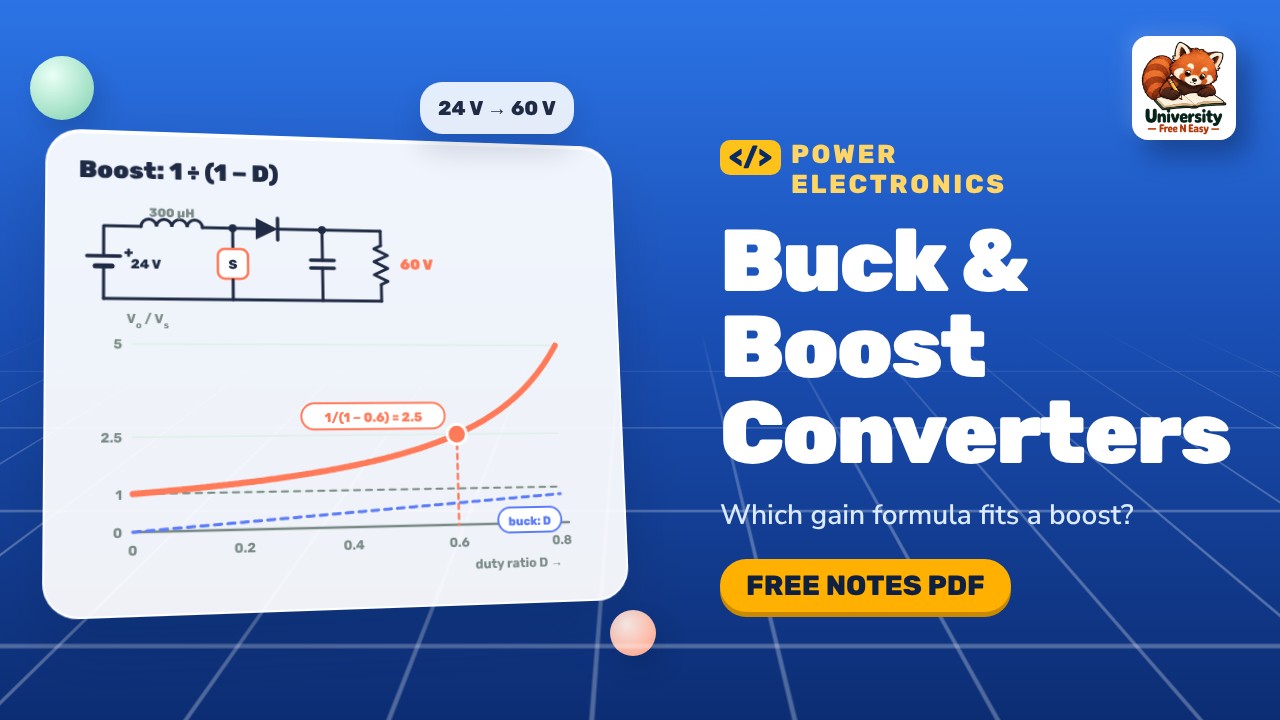 24 V → 60 V
Boost: 1 ÷ (1 – D)
300 µH
+
24 V
S
60 V
Vo / Vs
5
2.5
1
0
1/(1 – 0.6) = 2.5
buck: D
0
0.2
0.4
0.6
0.8
duty ratio D →
University
Free N Easy
</> POWER
ELECTRONICS
Buck &
Boost
Converters
Which gain formula fits a boost?
FREE NOTES PDF